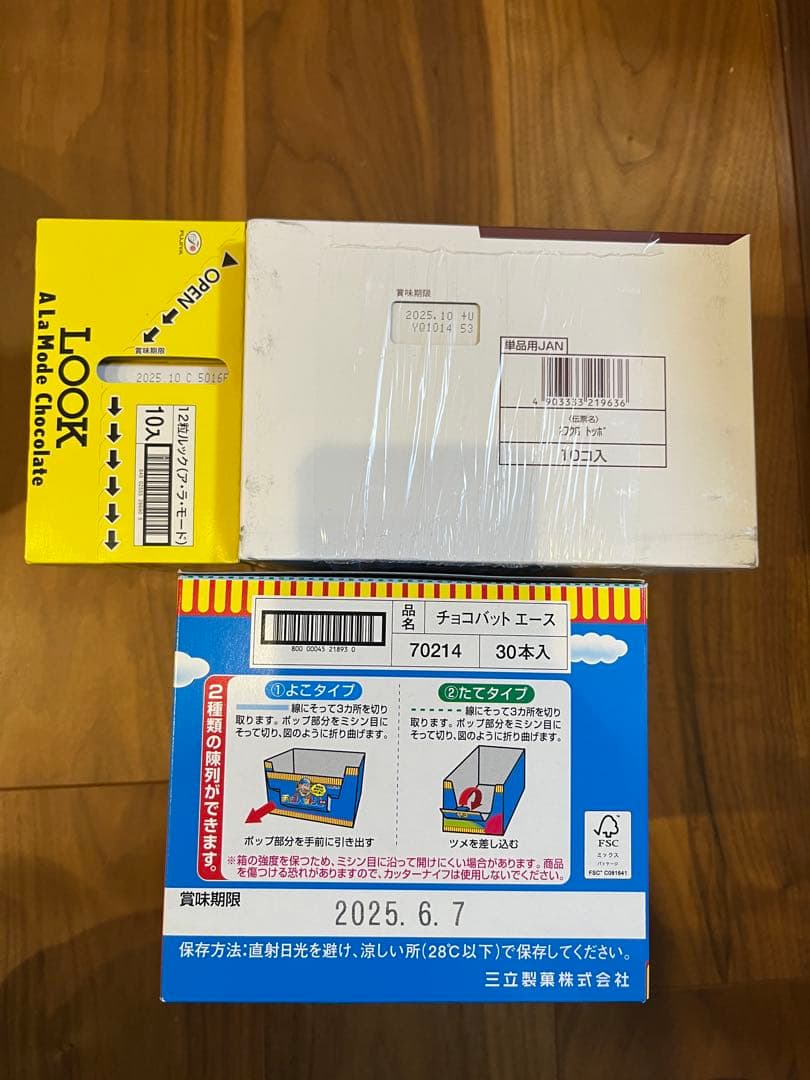 FUJIYA
OPEN
賞味期限
2025.10 C 5016F
LOOK
A La Mode Chocolate
12粒ルック(ア・ラ・モード)
10入
賞味期限
2025.10 +U
YO1014 53
単品用JAN
4 903333 219636
〈伝票名〉
トッポ
10コ入
品名
チョコバット エース
70214
30本入
800 00045 21893 0
2種類の陳列ができます。
①よこタイプ
線にそって3カ所を切り
取ります。ポップ部分をミシン目に
そって切り、図のように折り曲げます。
ポップ部分を手前に引き出す
②たてタイプ
線にそって3カ所を切り
取ります。ポップ部分をミシン目に
そって切り、図のように折り曲げます。
ツメを差し込む
※箱の強度を保つため、ミシン目に沿って開けにくい場合があります。商品
を傷つける恐れがありますので、カッターナイフは使用しないでください。
FSC
ミックス
パッケージ
FSC® C081841
賞味期限
2025. 6. 7
保存方法:直射日光を避け、涼しい所(28℃以下)で保存してください。
三立製菓株式会社